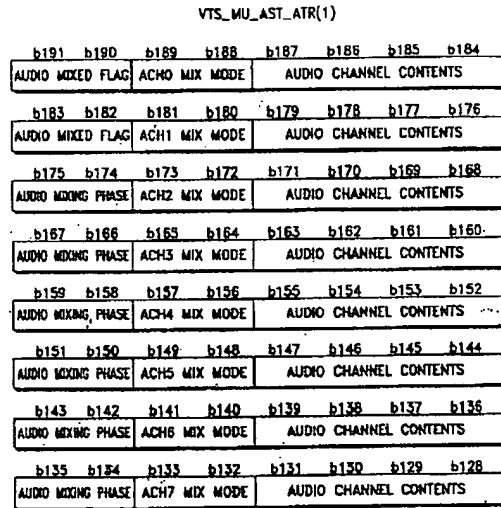 VTS_MU_AST_ATR(1)
b191 b190 b189 b188 b187 b186 b185 b184
AUDIO MIXED FLAG ACH0 MIX MODE AUDIO CHANNEL CONTENTS
b183 b182 b181 b180 b179 b178 b177 b176
AUDIO MIXED FLAG ACH1 MIX MODE AUDIO CHANNEL CONTENTS
b175 b174 b173 b172 b171 b170 b169 b168
AUDIO MIXING PHASE ACH2 MIX MODE AUDIO CHANNEL CONTENTS
b167 b166 b165 b164 b163 b162 b161 b160
AUDIO MIXING PHASE ACH3 MIX MODE AUDIO CHANNEL CONTENTS
b159 b158 b157 b156 b155 b154 b153 b152
AUDIO MIXING PHASE ACH4 MIX MODE AUDIO CHANNEL CONTENTS
b151 b150 b149 b148 b147 b146 b145 b144
AUDIO MIXING PHASE ACH5 MIX MODE AUDIO CHANNEL CONTENTS
b143 b142 b141 b140 b139 b138 b137 b136
AUDIO MIXING PHASE ACH6 MIX MODE AUDIO CHANNEL CONTENTS
b135 b134 b133 b132 b131 b130 b129 b128
AUDIO MIXING PHASE ACH7 MIX MODE AUDIO CHANNEL CONTENTS